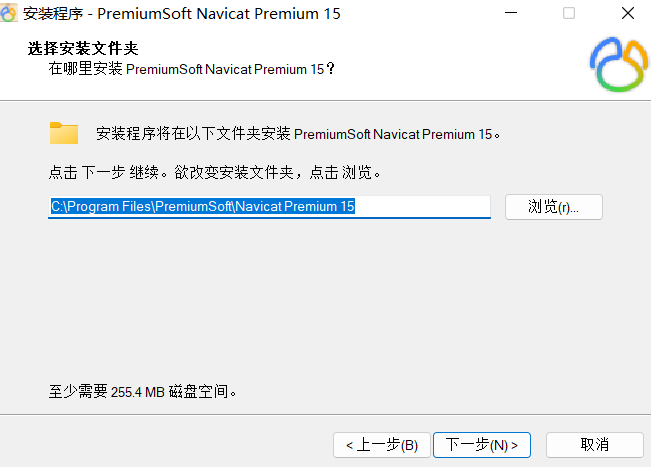 安装程序 - PremiumSoft Navicat Premium 15
选择安装文件夹
在哪里安装 PremiumSoft Navicat Premium 15？
安装程序将在以下文件夹安装 PremiumSoft Navicat Premium 15。
点击 下一步 继续。欲改变安装文件夹，点击 浏览。
C:\Program Files\PremiumSoft\Navicat Premium 15
浏览(r)...
至少需要 255.4 MB 磁盘空间。
< 上一步(B)
下一步(N) >
取消